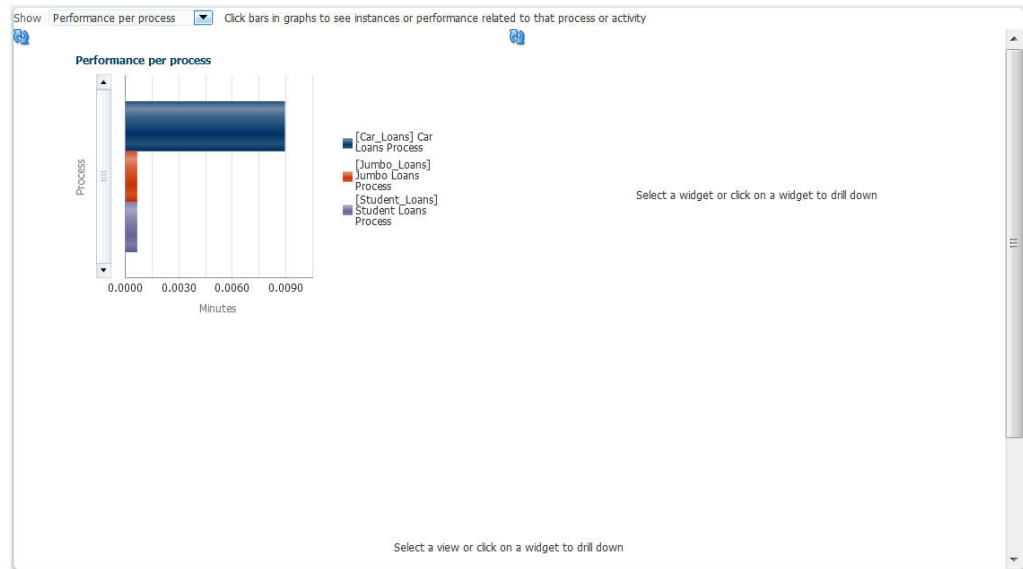 Show Performance per process Click bars in graphs to see instances or performance related to that process or activity
Performance per process
[Car_Loans] Car
Loans Process
[Jumbo_Loans]
Jumbo Loans
Process
[Student_Loans]
Student Loans
Process
Process
0.0000 0.0030 0.0060 0.0090
Minutes
Select a widget or click on a widget to drill down
Select a view or click on a widget to drill down